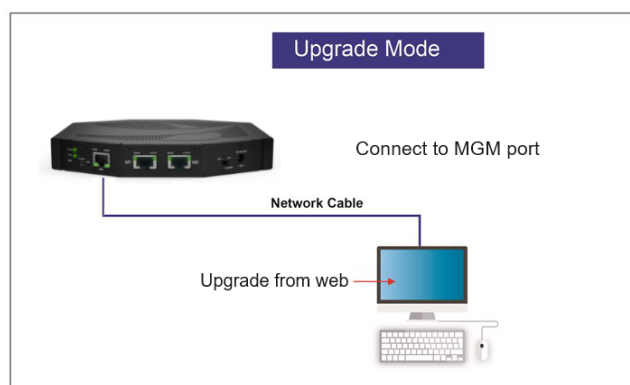 Upgrade Mode
Connect to MGM port
Network Cable
Upgrade from web